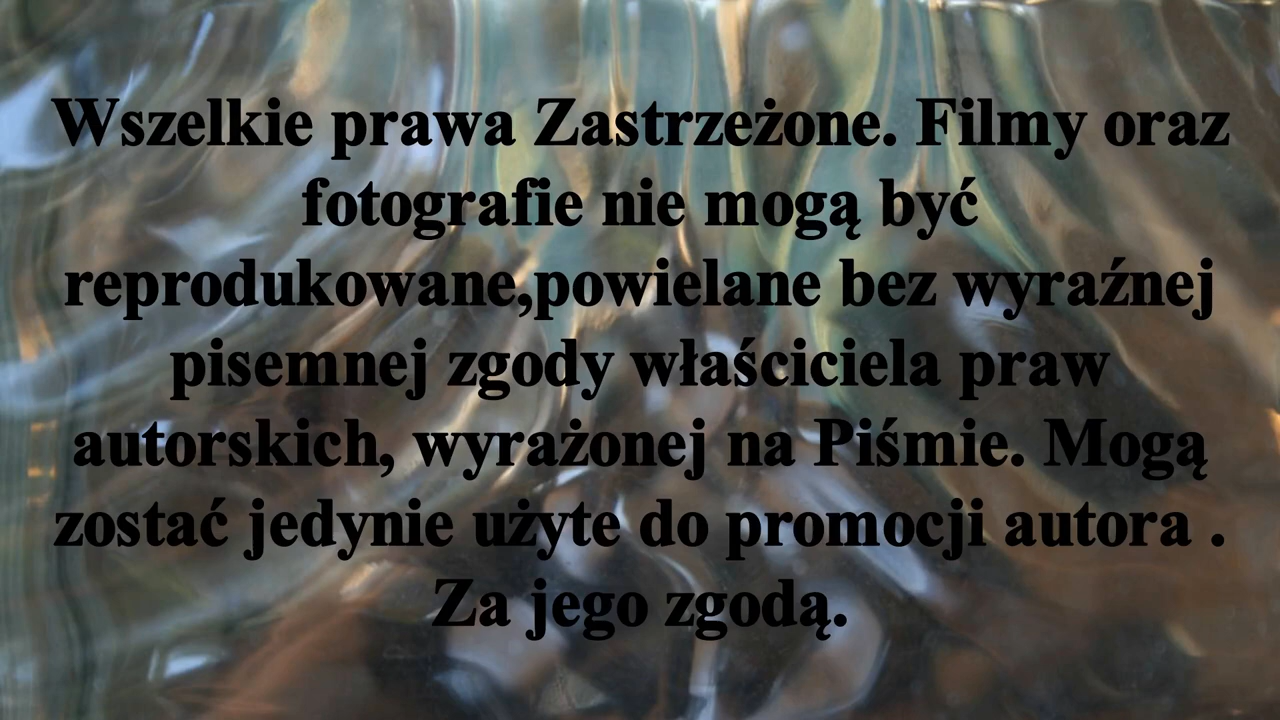 Wszelkie prawa Zastrzeżone. Filmy oraz
fotografie nie mogą być
reprodukowane,powielane bez wyraźnej
pisemnej zgody właściciela praw
autorskich, wyrażonej na Piśmie. Mogą
zostać jedynie użyte do promocji autora .
Za jego zgodą.